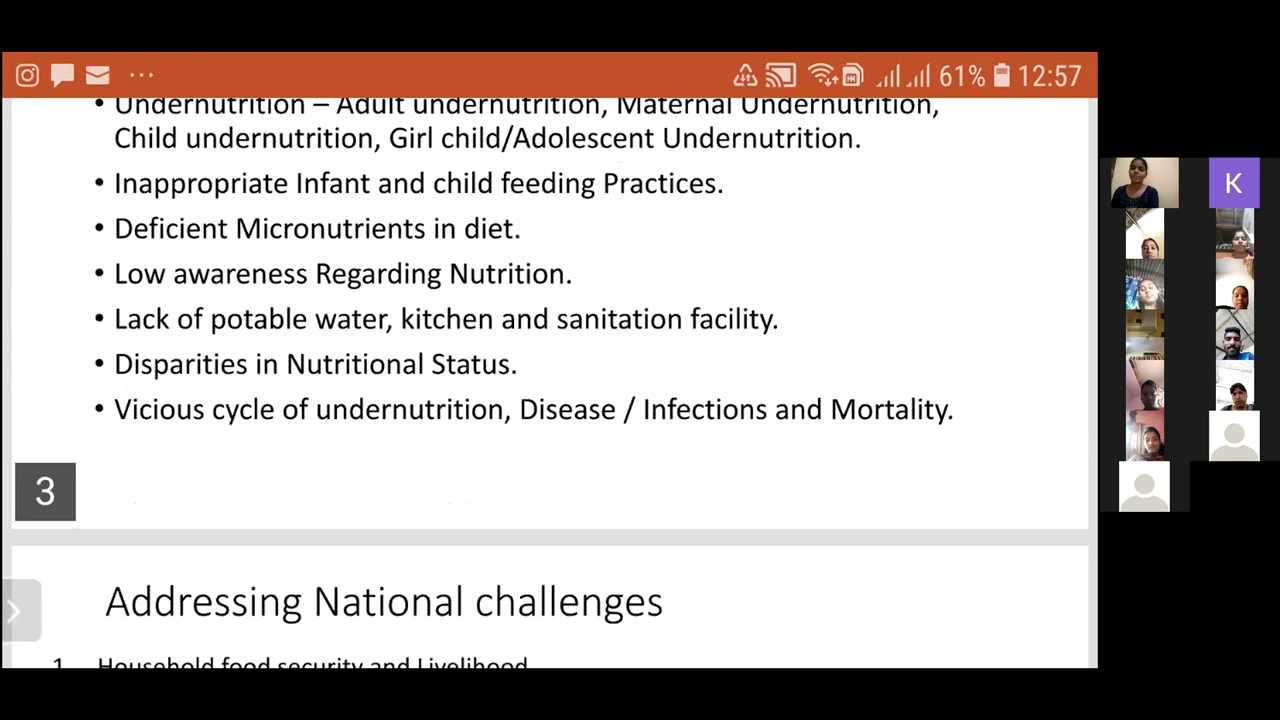 61% 12:57
• Undernutrition – Adult undernutrition, Maternal Undernutrition,
Child undernutrition, Girl child/Adolescent Undernutrition.
• Inappropriate Infant and child feeding Practices.
• Deficient Micronutrients in diet.
• Low awareness Regarding Nutrition.
• Lack of potable water, kitchen and sanitation facility.
• Disparities in Nutritional Status.
• Vicious cycle of undernutrition, Disease / Infections and Mortality.
3
Addressing National challenges
1. Household food security and Livelihood
K